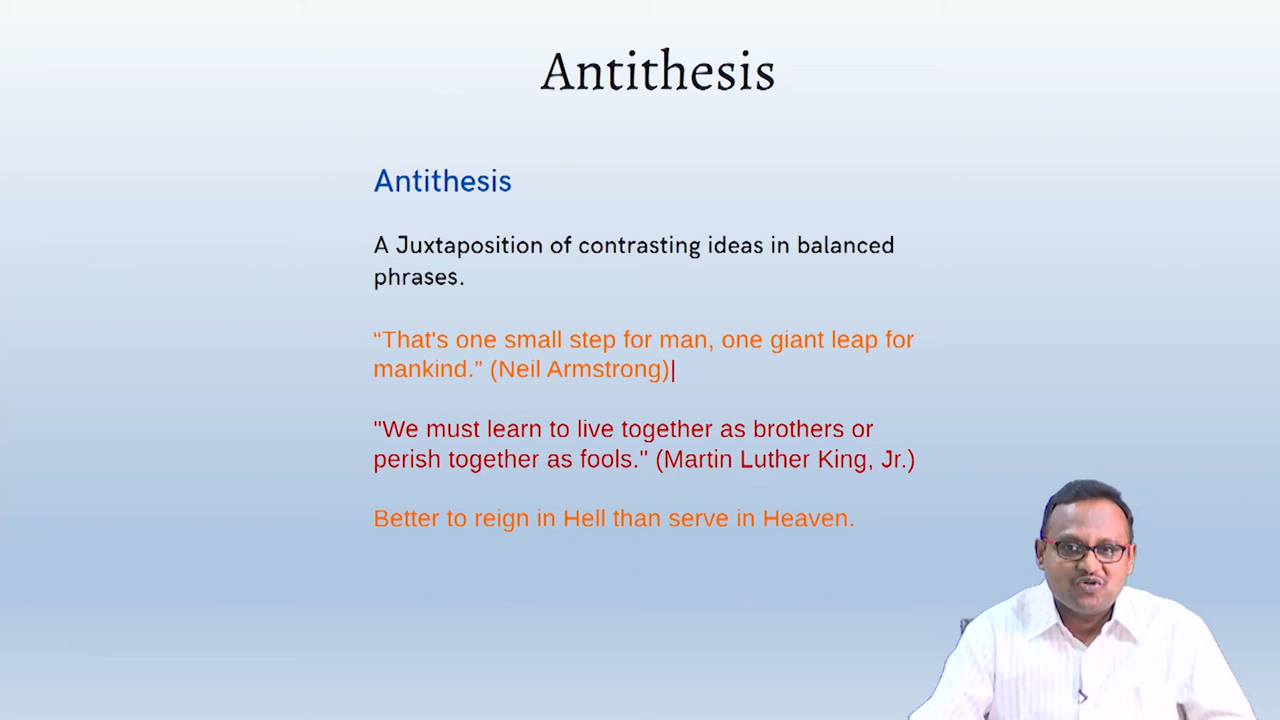 Antithesis
Antithesis
A Juxtaposition of contrasting ideas in balanced
phrases.
“That's one small step for man, one giant leap for
mankind.” (Neil Armstrong)|
"We must learn to live together as brothers or
perish together as fools." (Martin Luther King, Jr.)
Better to reign in Hell than serve in Heaven.